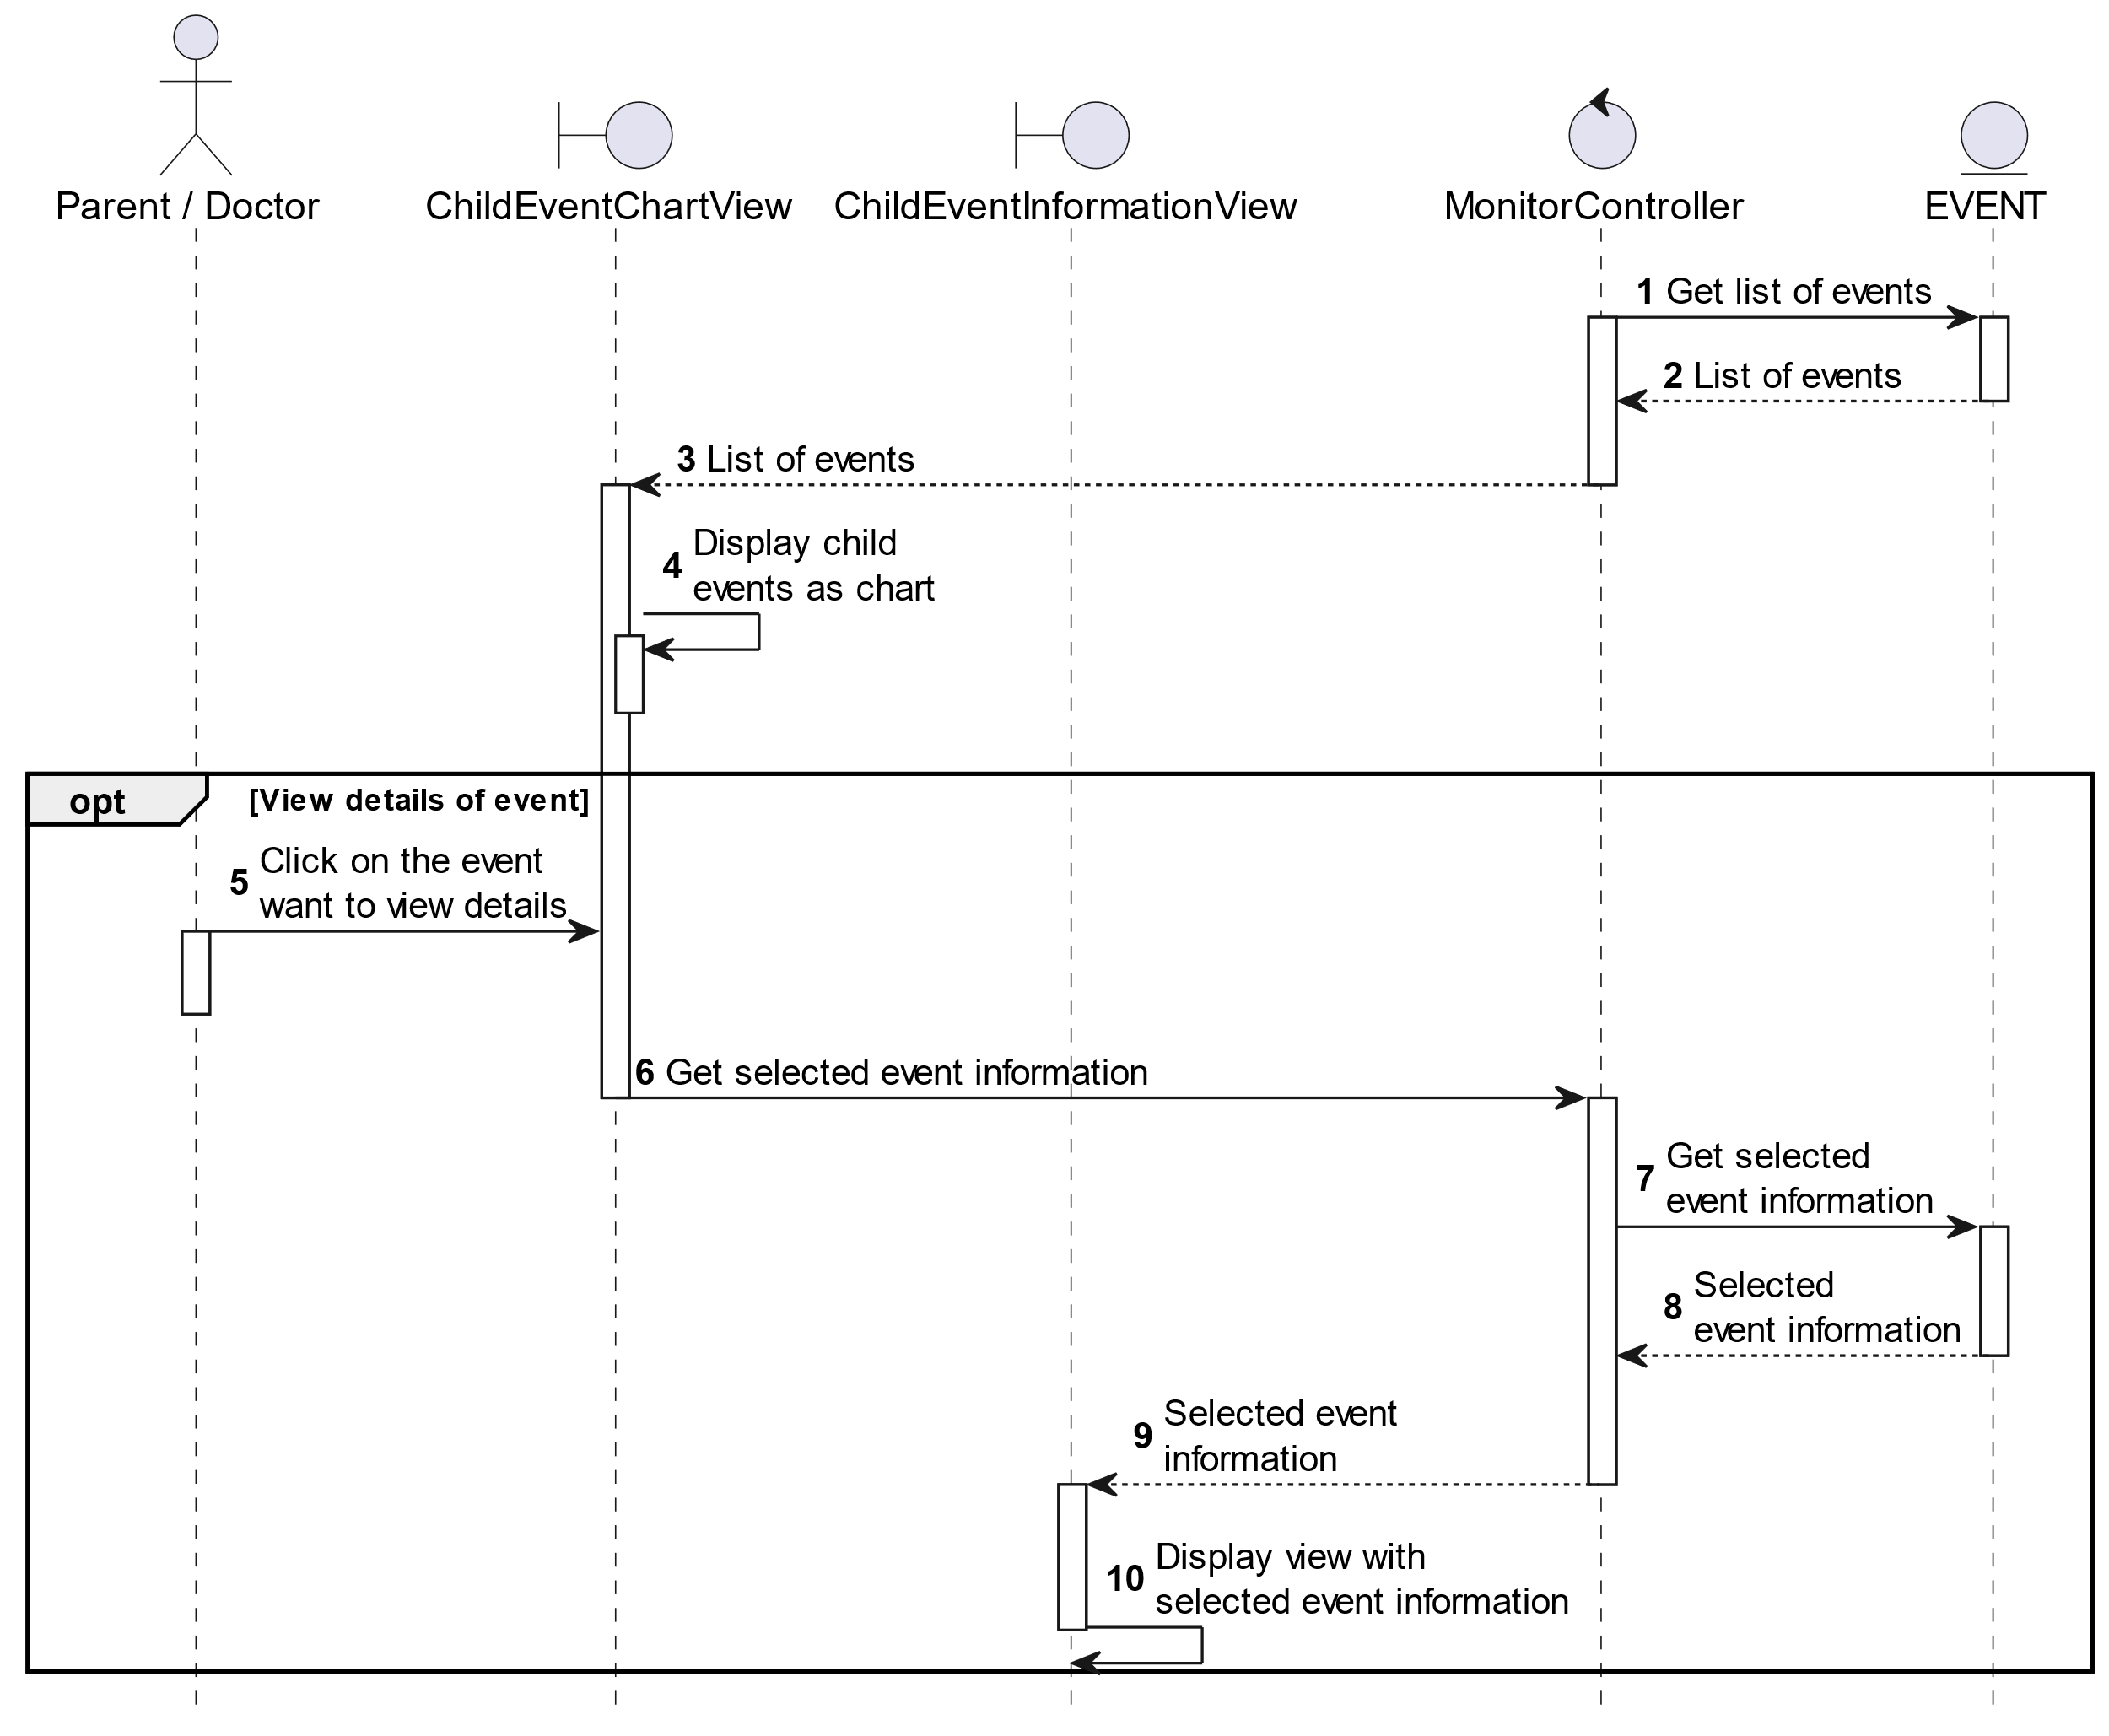 Parent / Doctor
ChildEventChartView
ChildEventInformationView
MonitorController
EVENT
1 Get list of events
2 List of events
3 List of events
4 Display child
events as chart
opt [View details of event]
5 Click on the event
want to view details
6 Get selected event information
7 Get selected
event information
8 Selected
event information
9 Selected event
information
10 Display view with
selected event information